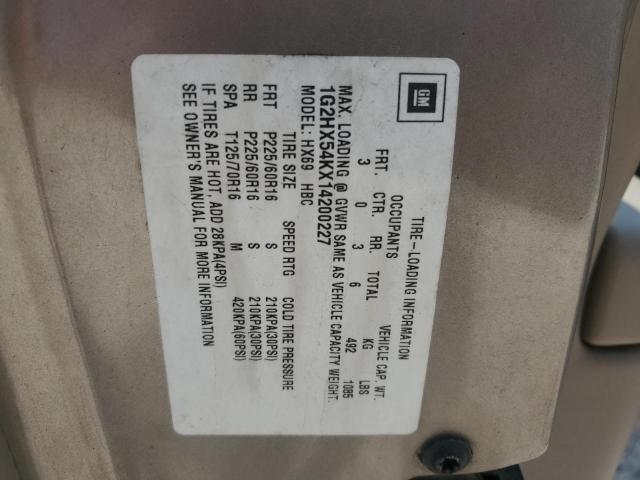 GM
TIRE-LOADING INFORMATION
OCCUPANTS VEHICLE CAP. WT.
FRT. CTR. RR. TOTAL KG LBS
3 0 3 6 492 1085
MAX. LOADING @ GVWR SAME AS VEHICLE CAPACITY WEIGHT.
1G2HX54KX14200227
MODEL: HX69 HBC
TIRE SIZE SPEED RTG COLD TIRE PRESSURE
FRT P225/60R16 S 210KPA(30PSI)
RR P225/60R16 S 210KPA(30PSI)
SPA T125/70R16 M 420KPA(60PSI)
IF TIRES ARE HOT, ADD 28KPA(4PSI)
SEE OWNER'S MANUAL FOR MORE INFORMATION